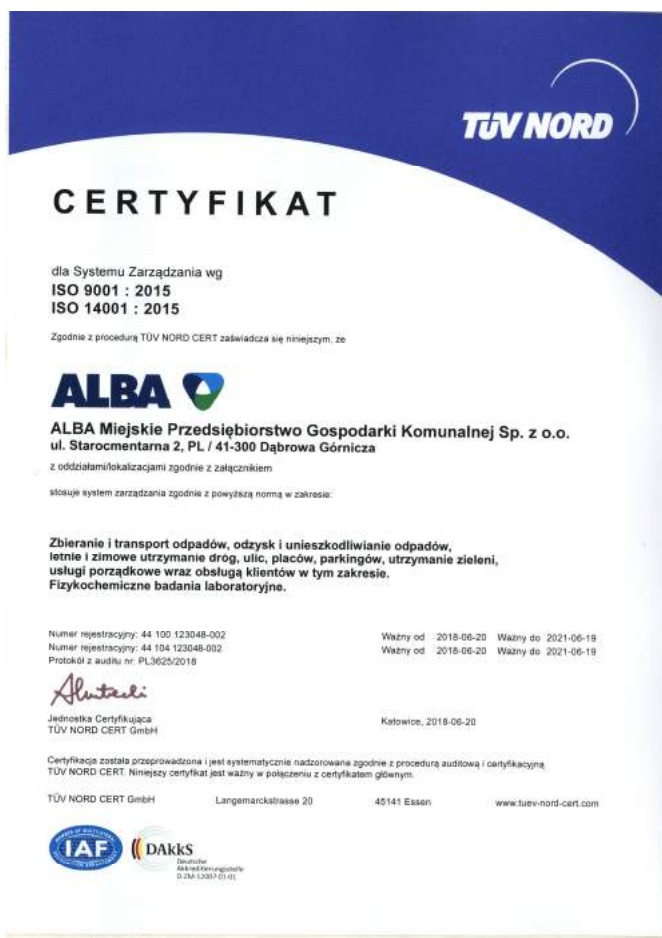 TÜV NORD
CERTYFIKAT
dla Systemu Zarządzania wg
ISO 9001 : 2015
ISO 14001 : 2015
Zgodnie z procedurą TÜV NORD CERT zaświadcza się niniejszym, że
ALBA
ALBA Miejskie Przedsiębiorstwo Gospodarki Komunalnej Sp. z o.o.
ul. Starocmentarna 2, PL / 41-300 Dąbrowa Górnicza
z oddziałami/lokalizacjami zgodnie z załącznikiem
stosuje system zarządzania zgodnie z powyższą normą w zakresie:
Zbieranie i transport odpadów, odzysk i unieszkodliwianie odpadów,
letnie i zimowe utrzymanie dróg, ulic, placów, parkingów, utrzymanie zieleni,
usługi porządkowe wraz obsługą klientów w tym zakresie.
Fizykochemiczne badania laboratoryjne.
Numer rejestracyjny: 44 100 123048-002 Ważny od 2018-06-20 Ważny do 2021-06-19
Numer rejestracyjny: 44 104 123048-002 Ważny od 2018-06-20 Ważny do 2021-06-19
Protokół z auditu nr: PL3625/2018
Jednostka Certyfikująca Katowice, 2018-06-20
TÜV NORD CERT GmbH
Certyfikacja została przeprowadzona i jest systematycznie nadzorowana zgodnie z procedurą auditową i certyfikacyjną
TÜV NORD CERT. Niniejszy certyfikat jest ważny w połączeniu z certyfikatem głównym.
TÜV NORD CERT GmbH Langemarckstrasse 20 45141 Essen www.tuev-nord-cert.com
IAF
DAkkS
Deutsche
Akkreditierungsstelle
D-ZM-12007-01-01